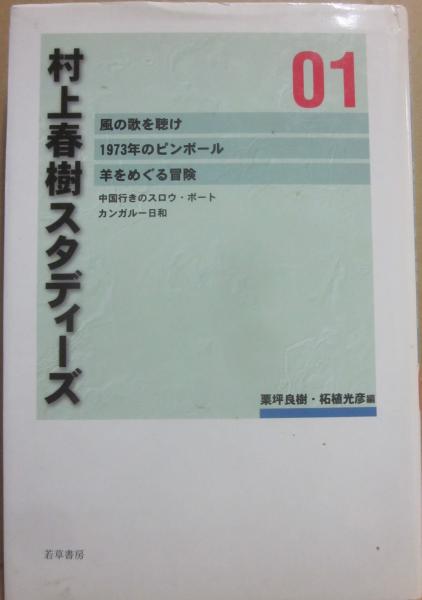 村上春樹スタディーズ
01
風の歌を聴け
1973年のピンボール
羊をめぐる冒険
中国行きのスロウ・ボート
カンガルー日和
栗坪良樹・柘植光彦編
若草書房